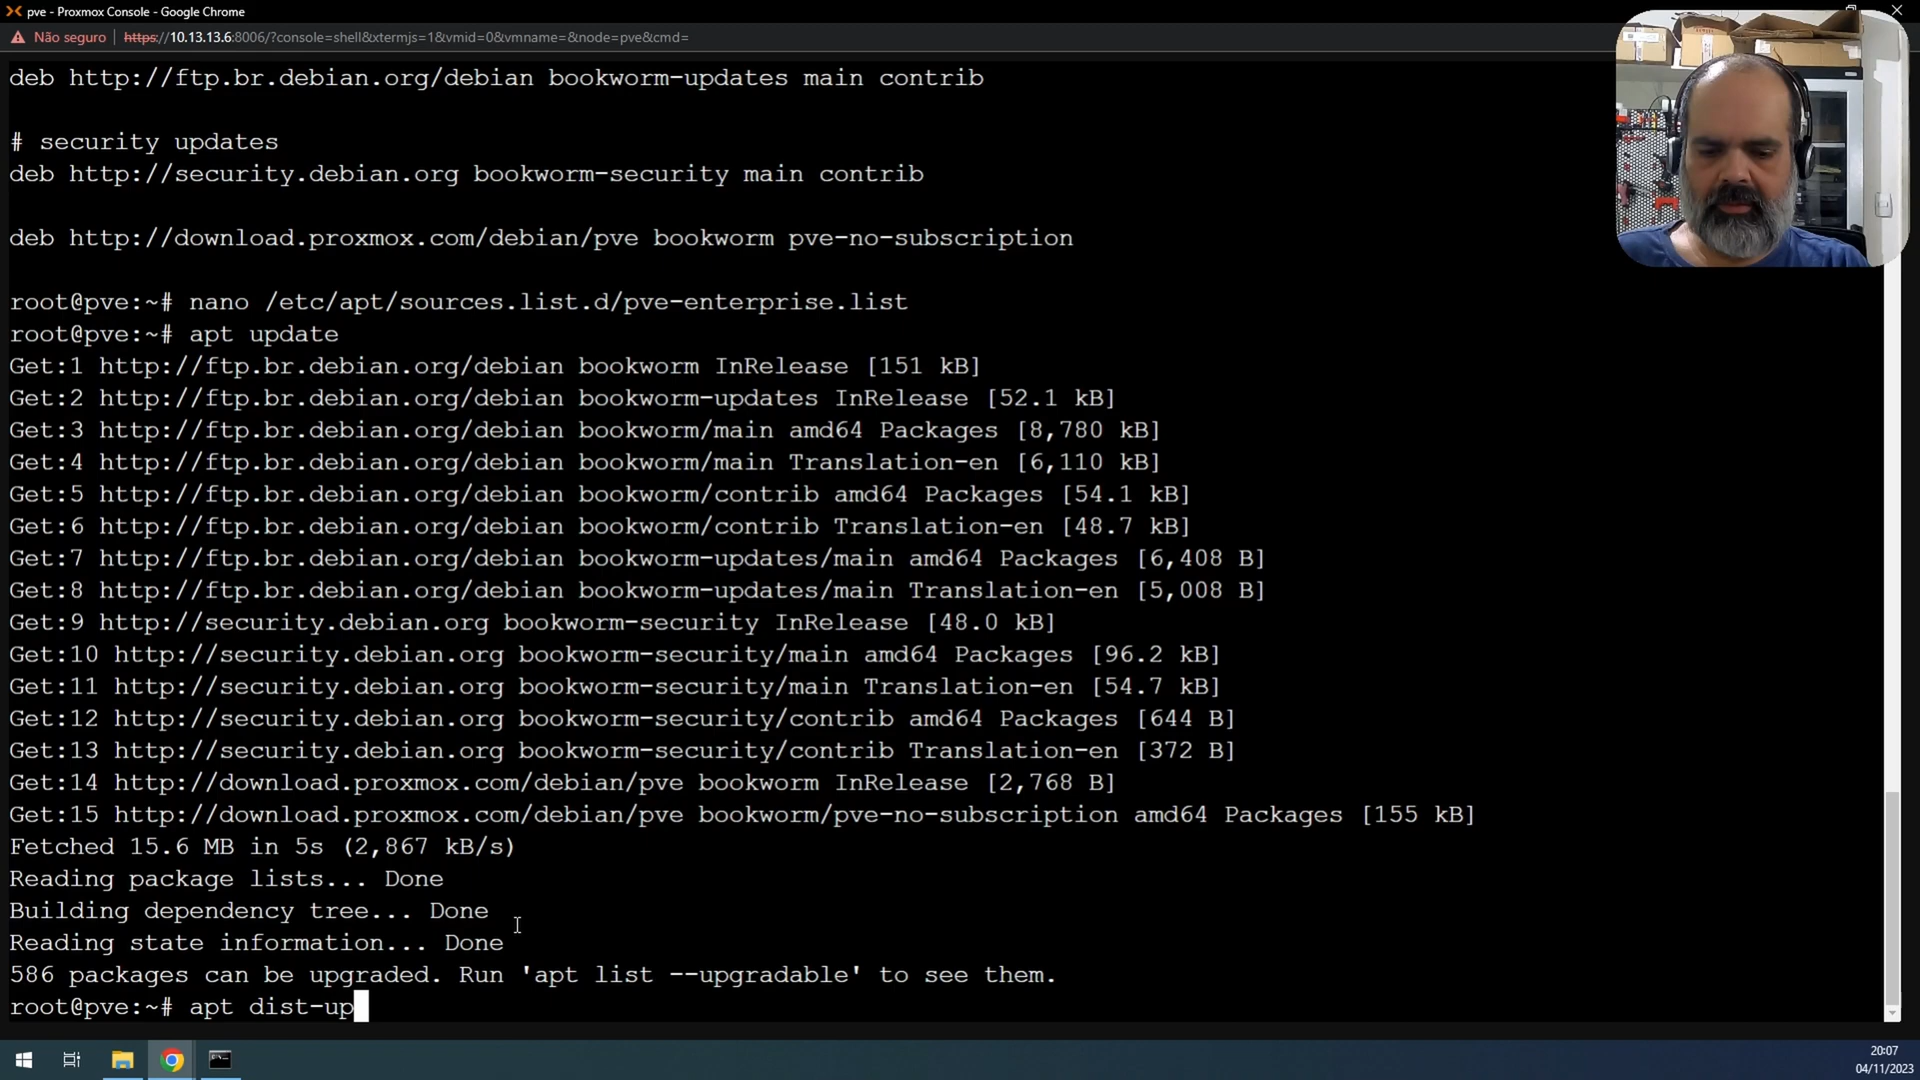 pve - Proxmox Console - Google Chrome
Não seguro https://10.13.13.6:8006/?console=shell&xtermjs=1&vmid=0&vmname=&node=pve&cmd=
deb http://ftp.br.debian.org/debian bookworm-updates main contrib
# security updates
deb http://security.debian.org bookworm-security main contrib
deb http://download.proxmox.com/debian/pve bookworm pve-no-subscription
root@pve:~# nano /etc/apt/sources.list.d/pve-enterprise.list
root@pve:~# apt update
Get:1 http://ftp.br.debian.org/debian bookworm InRelease [151 kB]
Get:2 http://ftp.br.debian.org/debian bookworm-updates InRelease [52.1 kB]
Get:3 http://ftp.br.debian.org/debian bookworm/main amd64 Packages [8,780 kB]
Get:4 http://ftp.br.debian.org/debian bookworm/main Translation-en [6,110 kB]
Get:5 http://ftp.br.debian.org/debian bookworm/contrib amd64 Packages [54.1 kB]
Get:6 http://ftp.br.debian.org/debian bookworm/contrib Translation-en [48.7 kB]
Get:7 http://ftp.br.debian.org/debian bookworm-updates/main amd64 Packages [6,408 B]
Get:8 http://ftp.br.debian.org/debian bookworm-updates/main Translation-en [5,008 B]
Get:9 http://security.debian.org bookworm-security InRelease [48.0 kB]
Get:10 http://security.debian.org bookworm-security/main amd64 Packages [96.2 kB]
Get:11 http://security.debian.org bookworm-security/main Translation-en [54.7 kB]
Get:12 http://security.debian.org bookworm-security/contrib amd64 Packages [644 B]
Get:13 http://security.debian.org bookworm-security/contrib Translation-en [372 B]
Get:14 http://download.proxmox.com/debian/pve bookworm InRelease [2,768 B]
Get:15 http://download.proxmox.com/debian/pve bookworm/pve-no-subscription amd64 Packages [155 kB]
Fetched 15.6 MB in 5s (2,867 kB/s)
Reading package lists... Done
Building dependency tree... Done
Reading state information... Done
586 packages can be upgraded. Run 'apt list --upgradable' to see them.
root@pve:~# apt dist-up
20:07
04/11/2023